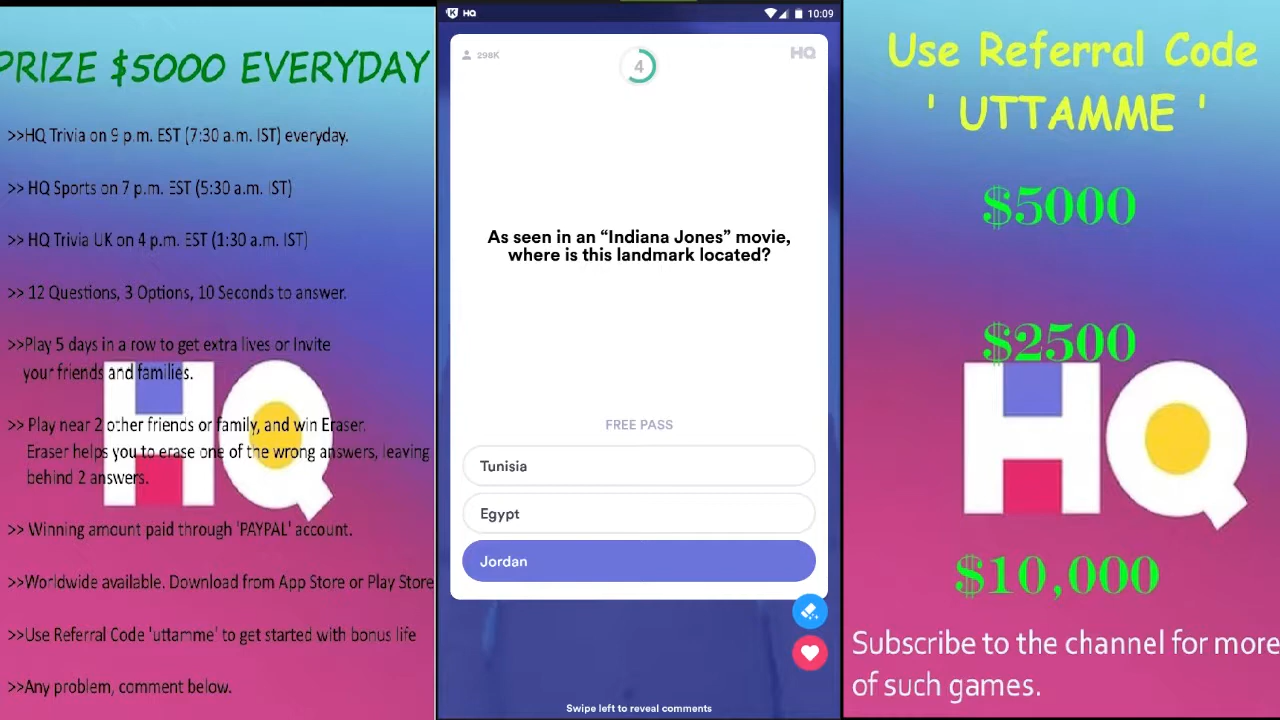 PRIZE $5000 EVERYDAY
>>HQ Trivia on 9 p.m. EST (7:30 a.m. IST) everyday.
>> HQ Sports on 7 p.m. EST (5:30 a.m. IST)
>> HQ Trivia UK on 4 p.m. EST (1:30 a.m. IST)
>> 12 Questions, 3 Options, 10 Seconds to answer.
>>Play 5 days in a row to get extra lives or Invite
your friends and families.
>> Play near 2 other friends or family, and win Eraser.
Eraser helps you to erase one of the wrong answers, leaving
behind 2 answers.
>> Winning amount paid through 'PAYPAL' account.
>>Worldwide available. Download from App Store or Play Store
>>Use Referral Code 'uttamme' to get started with bonus life
>>Any problem, comment below.
HQ
K HQ
10:09
298K
4
HQ
As seen in an “Indiana Jones” movie,
where is this landmark located?
FREE PASS
Tunisia
Egypt
Jordan
Swipe left to reveal comments
Use Referral Code
' UTTAMME '
$5000
$2500
HQ
$10,000
Subscribe to the channel for more
of such games.